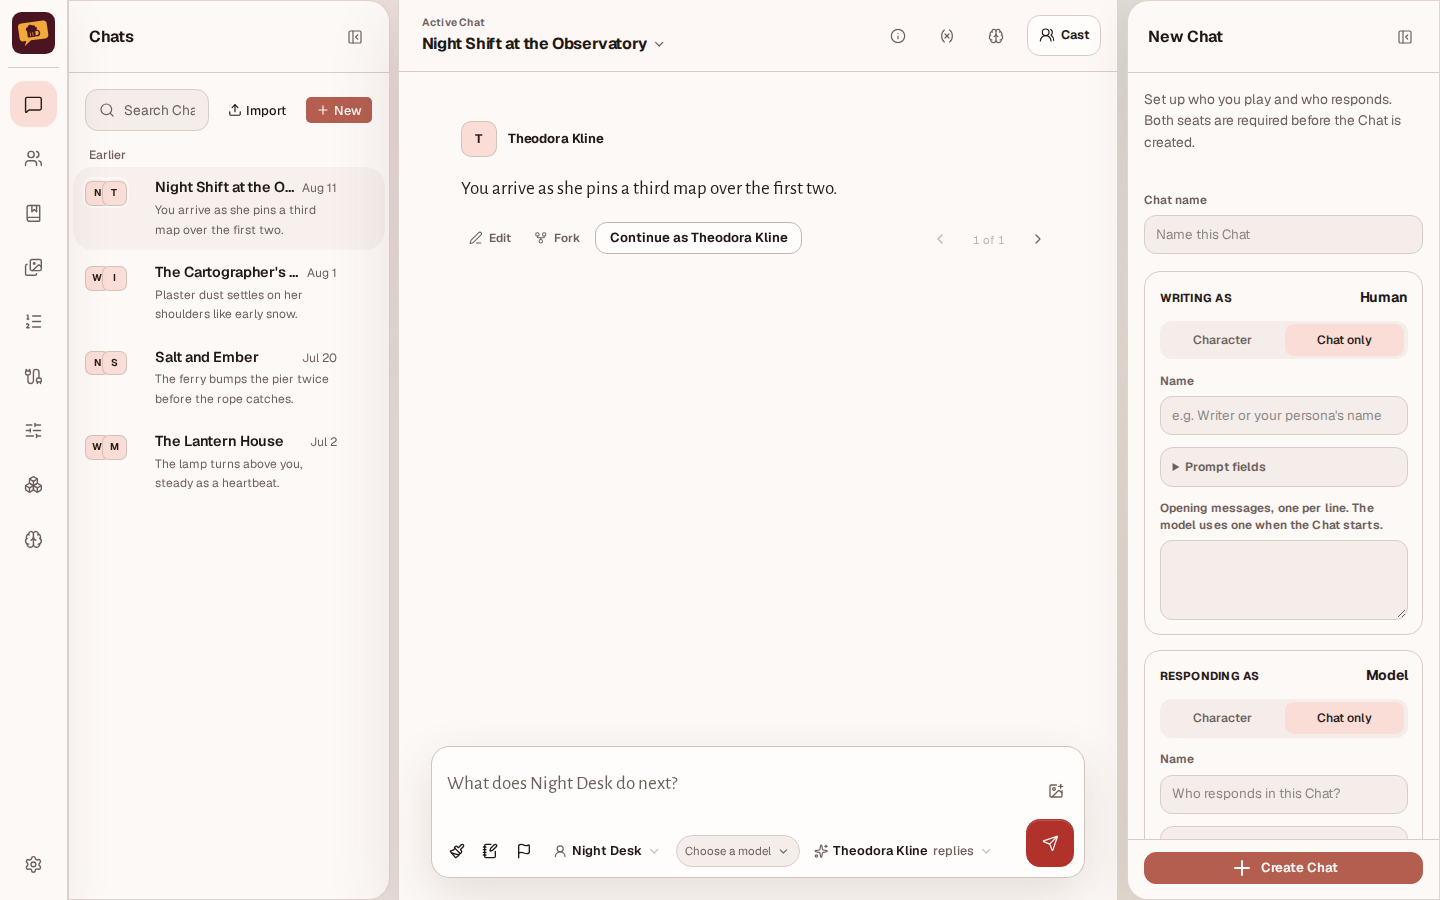 Chats
Search Cha
Import
New
Earlier
N T
Night Shift at the O... Aug 11
You arrive as she pins a third
map over the first two.
W I
The Cartographer's ... Aug 1
Plaster dust settles on her
shoulders like early snow.
N S
Salt and Ember Jul 20
The ferry bumps the pier twice
before the rope catches.
W M
The Lantern House Jul 2
The lamp turns above you,
steady as a heartbeat.
Active Chat
Night Shift at the Observatory
Cast
T
Theodora Kline
You arrive as she pins a third map over the first two.
Edit Fork Continue as Theodora Kline 1 of 1
What does Night Desk do next?
Night Desk Choose a model Theodora Kline replies
New Chat
Set up who you play and who responds.
Both seats are required before the Chat is
created.
Chat name
Name this Chat
WRITING AS Human
Character Chat only
Name
e.g. Writer or your persona's name
Prompt fields
Opening messages, one per line. The
model uses one when the Chat starts.
RESPONDING AS Model
Character Chat only
Name
Who responds in this Chat?
Create Chat